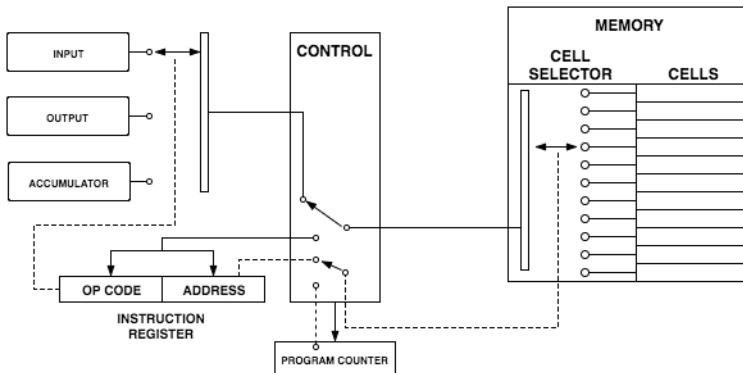 MEMORY
CONTROL
INPUT
CELL
SELECTOR
CELLS
OUTPUT
ACCUMULATOR
OP CODE
ADDRESS
INSTRUCTION
REGISTER
PROGRAM COUNTER